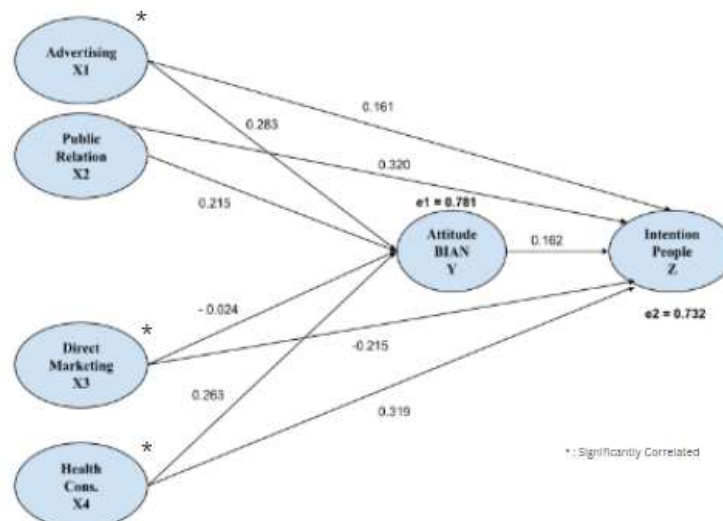 *
Advertising
X1
0.161
0.283
Public
Relation
X2
0.320
0.215
e1 = 0.781
Attitude
BIAN
Y
0.162
Intention
People
Z
e2 = 0.732
- 0.024
*
Direct
Marketing
X3
-0.215
0.263
0.319
*
Health
Cons.
X4
* : Significantly Correlated